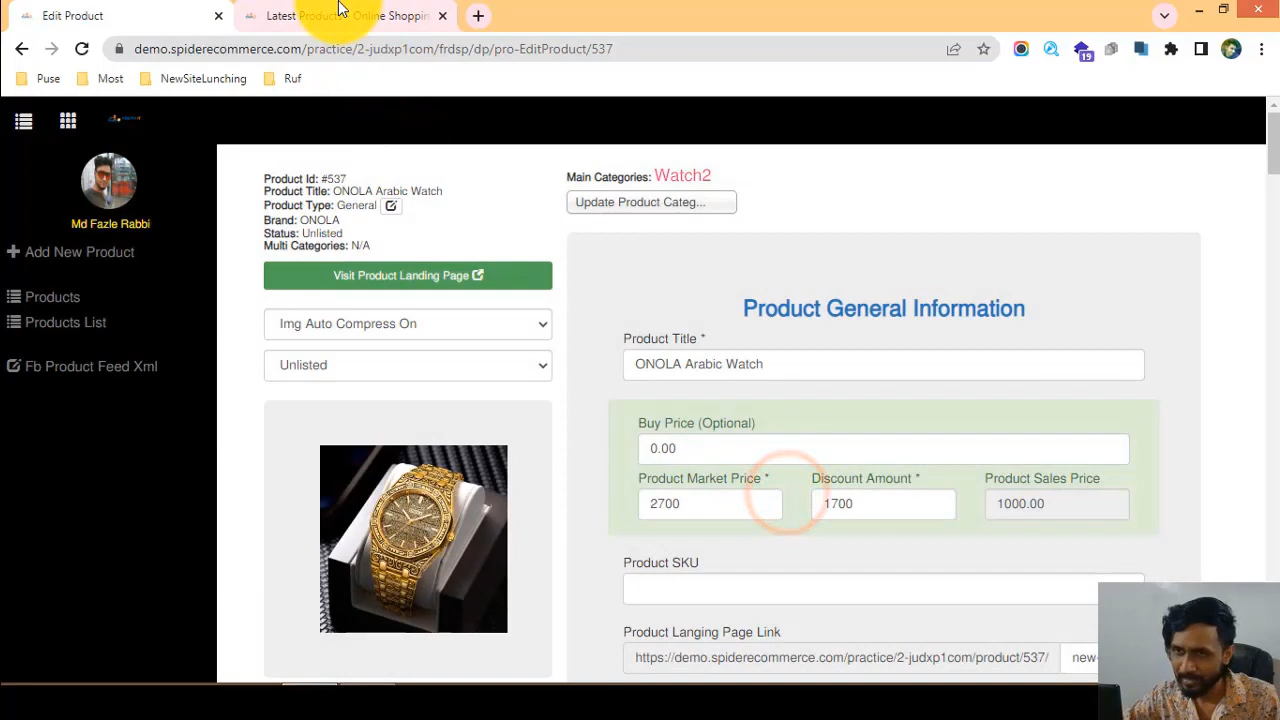 Edit Product
Latest Products - Online Shoppin
demo.spiderecommerce.com/practice/2-judxp1com/frdsp/dp/pro-EditProduct/537
19
Puse
Most
NewSiteLunching
Ruf
Md Fazle Rabbi
Add New Product
Products
Products List
Fb Product Feed Xml
Product Id: #537
Product Title: ONOLA Arabic Watch
Product Type: General
Brand: ONOLA
Status: Unlisted
Multi Categories: N/A
Visit Product Landing Page
Img Auto Compress On
Unlisted
Main Categories: Watch2
Update Product Categ...
Product General Information
Product Title *
ONOLA Arabic Watch
Buy Price (Optional)
0.00
Product Market Price * Discount Amount * Product Sales Price
2700 1700 1000.00
Product SKU
Product Langing Page Link
https://demo.spiderecommerce.com/practice/2-judxp1com/product/537/ new-